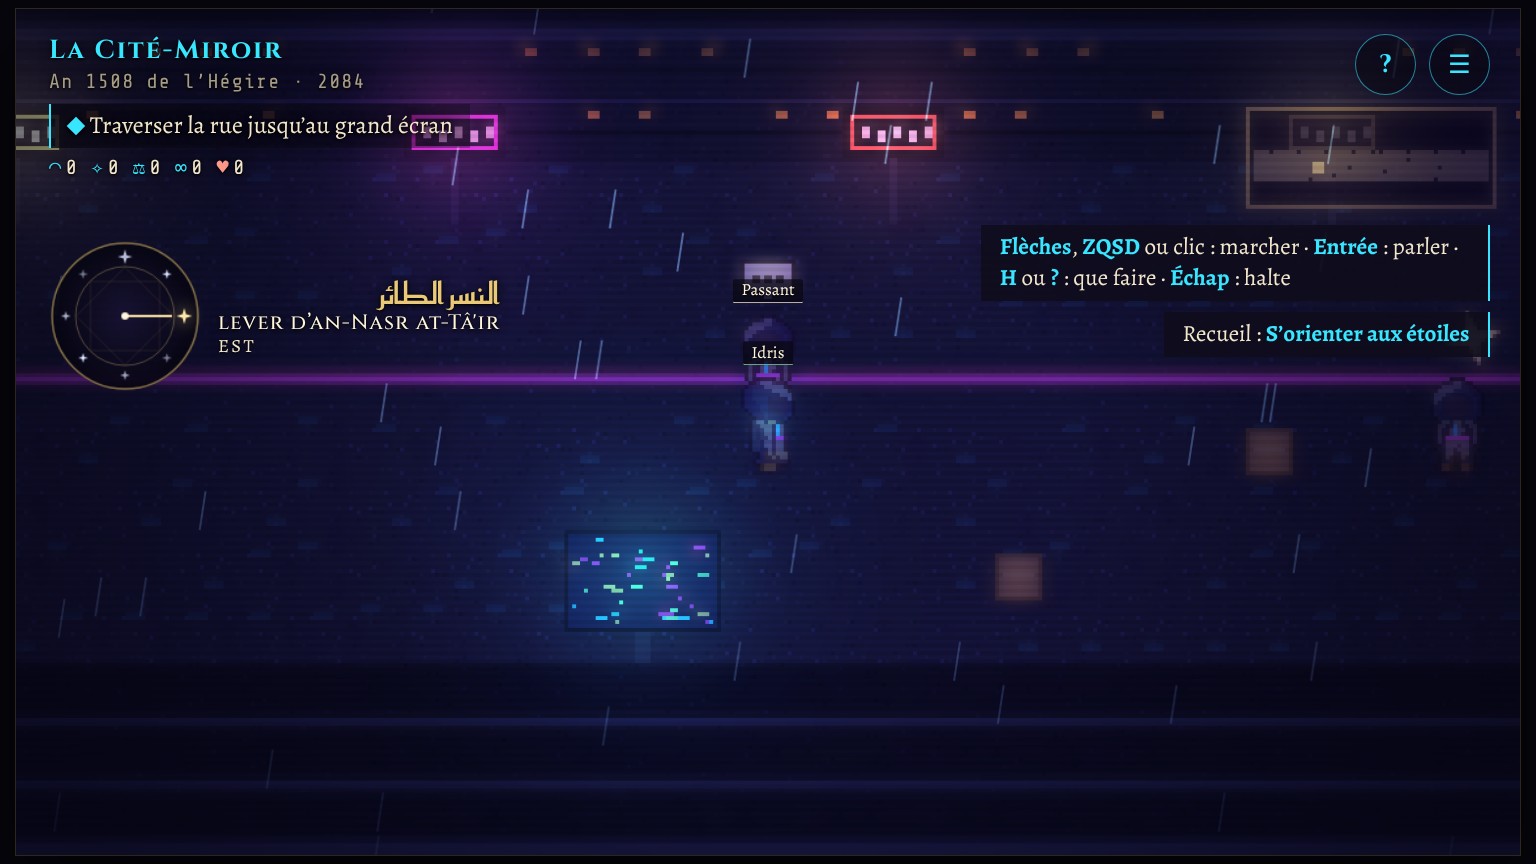 La Cité-Miroir
An 1508 de l'Hégire · 2084
◆ Traverser la rue jusqu'au grand écran
◠0 ✧0 ⚖0 ∞0 ♥0
? ☰
Flèches, ZQSD ou clic : marcher · Entrée : parler ·
H ou ? : que faire · Échap : halte
Recueil : S'orienter aux étoiles
النسر الطائر
LEVER D'AN-NASR AT-TÂ'IR
EST
Passant
Idris